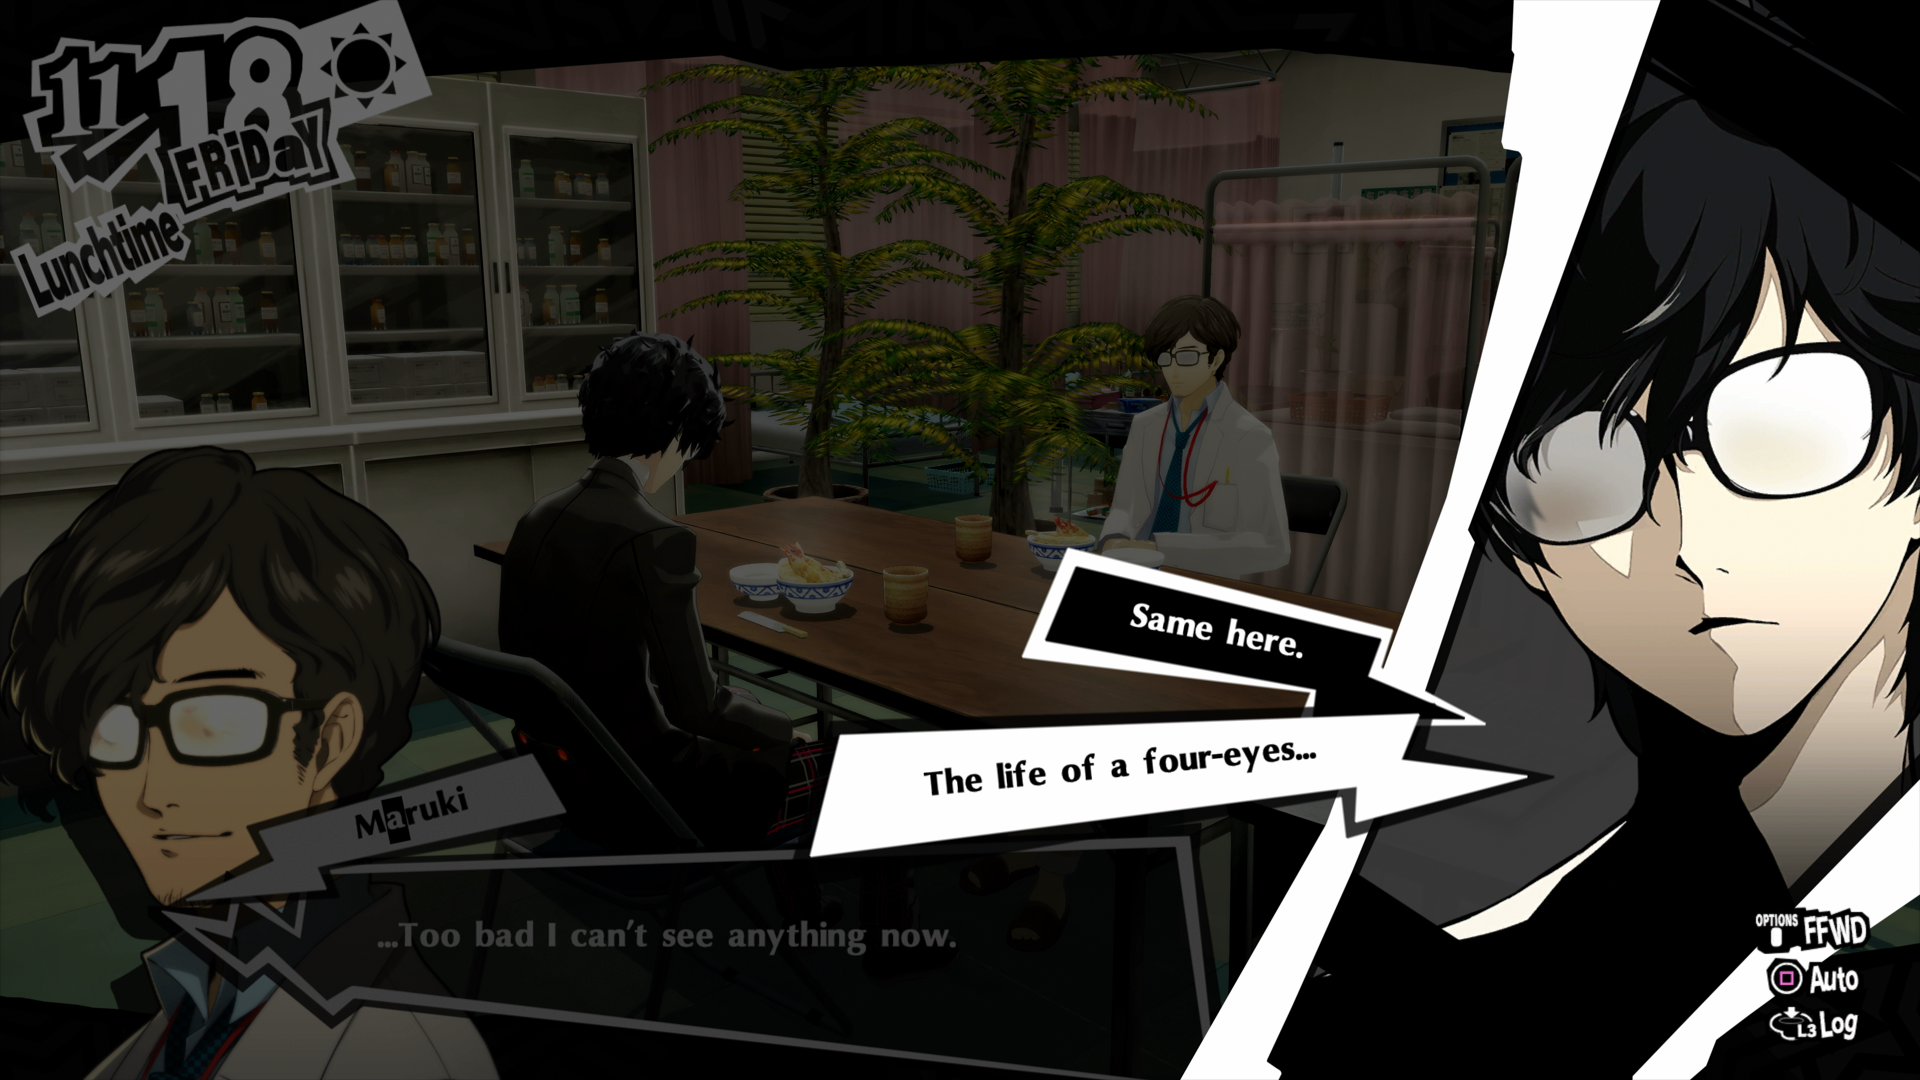 11/18
FRiDaY
Lunchtime
Same here.
The life of a four-eyes...
Maruki
...Too bad I can't see anything now.
OPTIONS FFWD
Auto
L3 Log